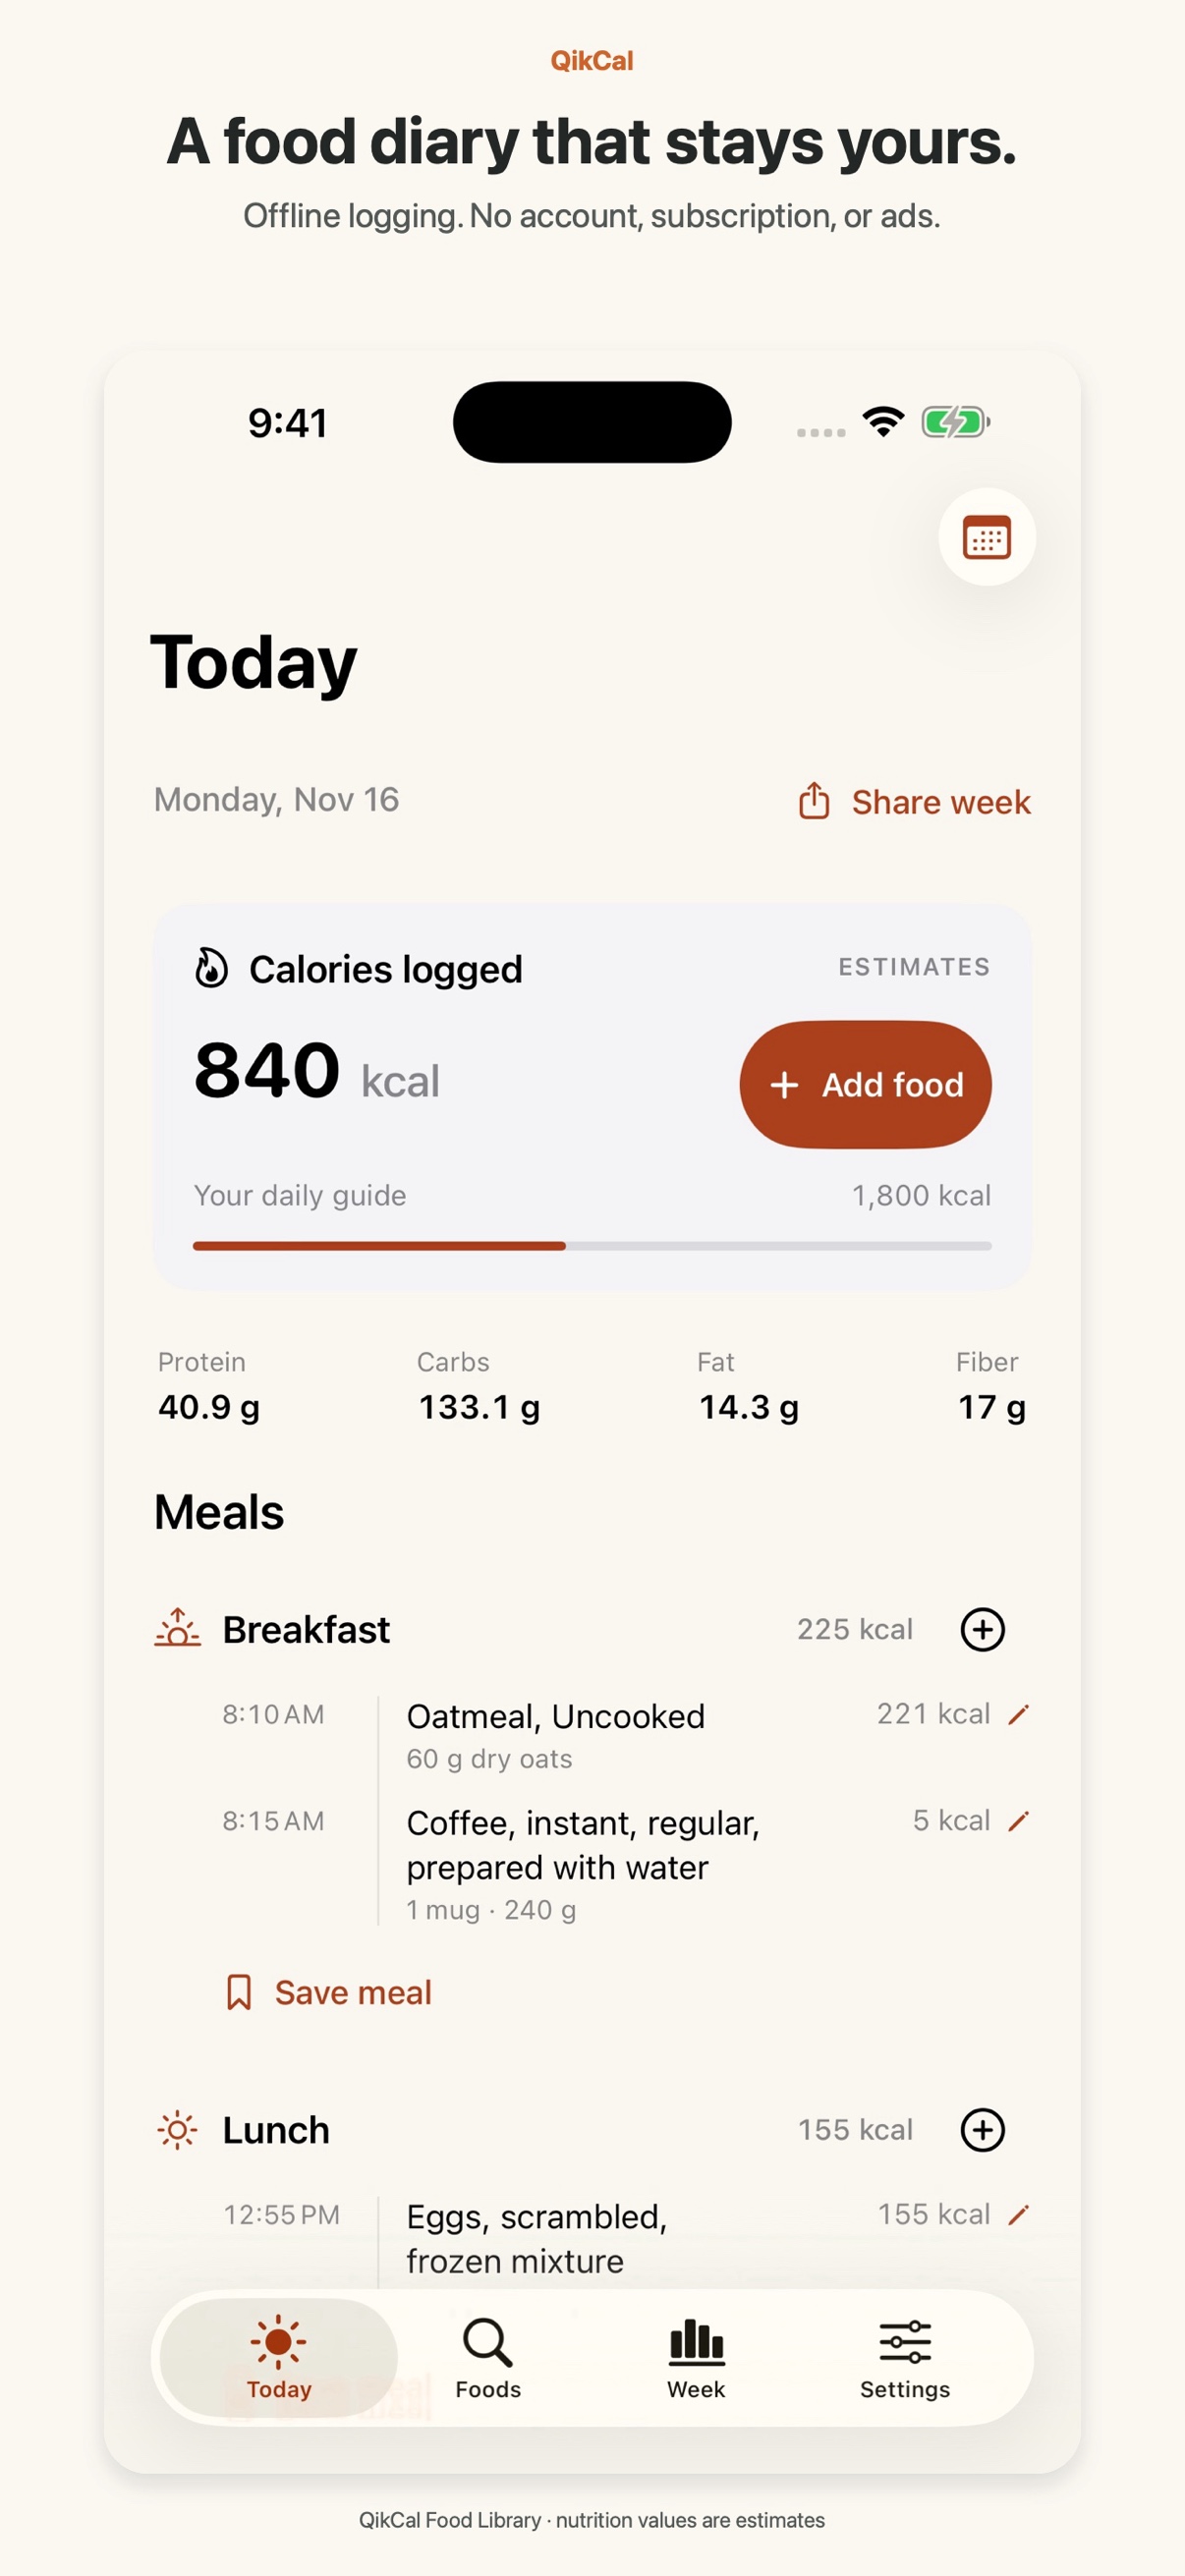 QikCal
A food diary that stays yours.
Offline logging. No account, subscription, or ads.
9:41
Today
Monday, Nov 16
Share week
Calories logged
ESTIMATES
840 kcal
+ Add food
Your daily guide
1,800 kcal
Protein
Carbs
Fat
Fiber
40.9 g
133.1 g
14.3 g
17 g
Meals
Breakfast
225 kcal
8:10 AM
Oatmeal, Uncooked
221 kcal
60 g dry oats
8:15 AM
Coffee, instant, regular,
5 kcal
prepared with water
1 mug · 240 g
Save meal
Lunch
155 kcal
12:55 PM
Eggs, scrambled,
155 kcal
frozen mixture
Today
Foods
Week
Settings
QikCal Food Library · nutrition values are estimates